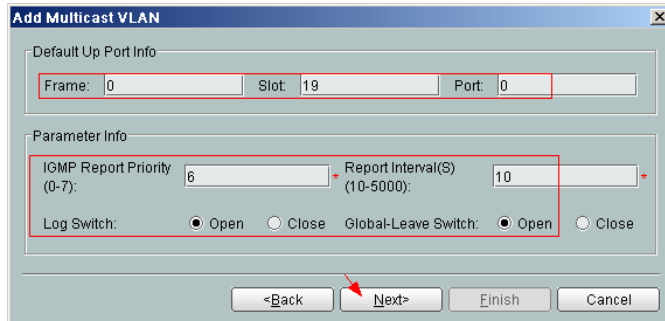 Add Multicast VLAN
Default Up Port Info
Frame: 0 Slot: 19 Port: 0
Parameter Info
IGMP Report Priority (0-7): 6 * Report Interval(S) (10-5000): 10 *
Log Switch: Open Close Global-Leave Switch: Open Close
<Back Next> Finish Cancel